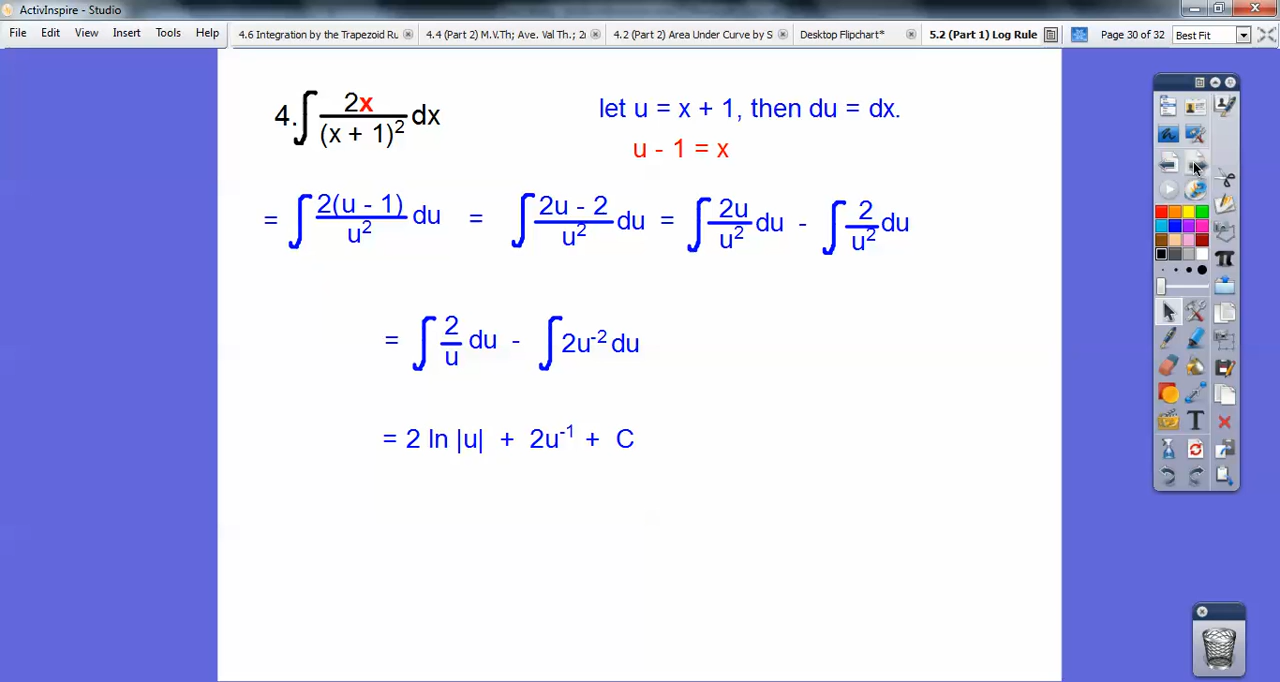 ActivInspire - Studio
File Edit View Insert Tools Help
4.6 Integration by the Trapezoid Ru 4.4 (Part 2) M.V.Th; Ave. Val Th.; 2 4.2 (Part 2) Area Under Curve by S Desktop Flipchart* 5.2 (Part 1) Log Rule Page 30 of 32 Best Fit
4. ∫ 2x/(x + 1)² dx let u = x + 1, then du = dx.
u - 1 = x
= ∫ 2(u - 1)/u² du = ∫ 2u - 2/u² du = ∫ 2u/u² du - ∫ 2/u² du
= ∫ 2/u du - ∫ 2u⁻² du
= 2 ln |u| + 2u⁻¹ + C